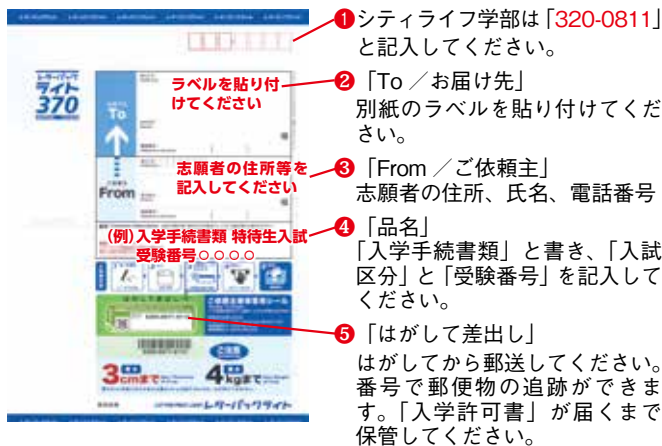 レターパック
ライト
370
ラベルを貼り付
けてください
To
志願者の住所等を
記入してください
From
(例)入学手続書類 特待生入試
受験番号○○○○
はがして差出し
3cmまで
4kgまで
レターパックライト
❶シティライフ学部は「320-0811」
と記入してください。
❷「To ／お届け先」
別紙のラベルを貼り付けてくだ
さい。
❸「From ／ご依頼主」
志願者の住所、氏名、電話番号
❹「品名」
「入学手続書類」と書き、「入試
区分」と「受験番号」を記入して
ください。
❺「はがして差出し」
はがしてから郵送してください。
番号で郵便物の追跡ができま
す。「入学許可書」が届くまで
保管してください。